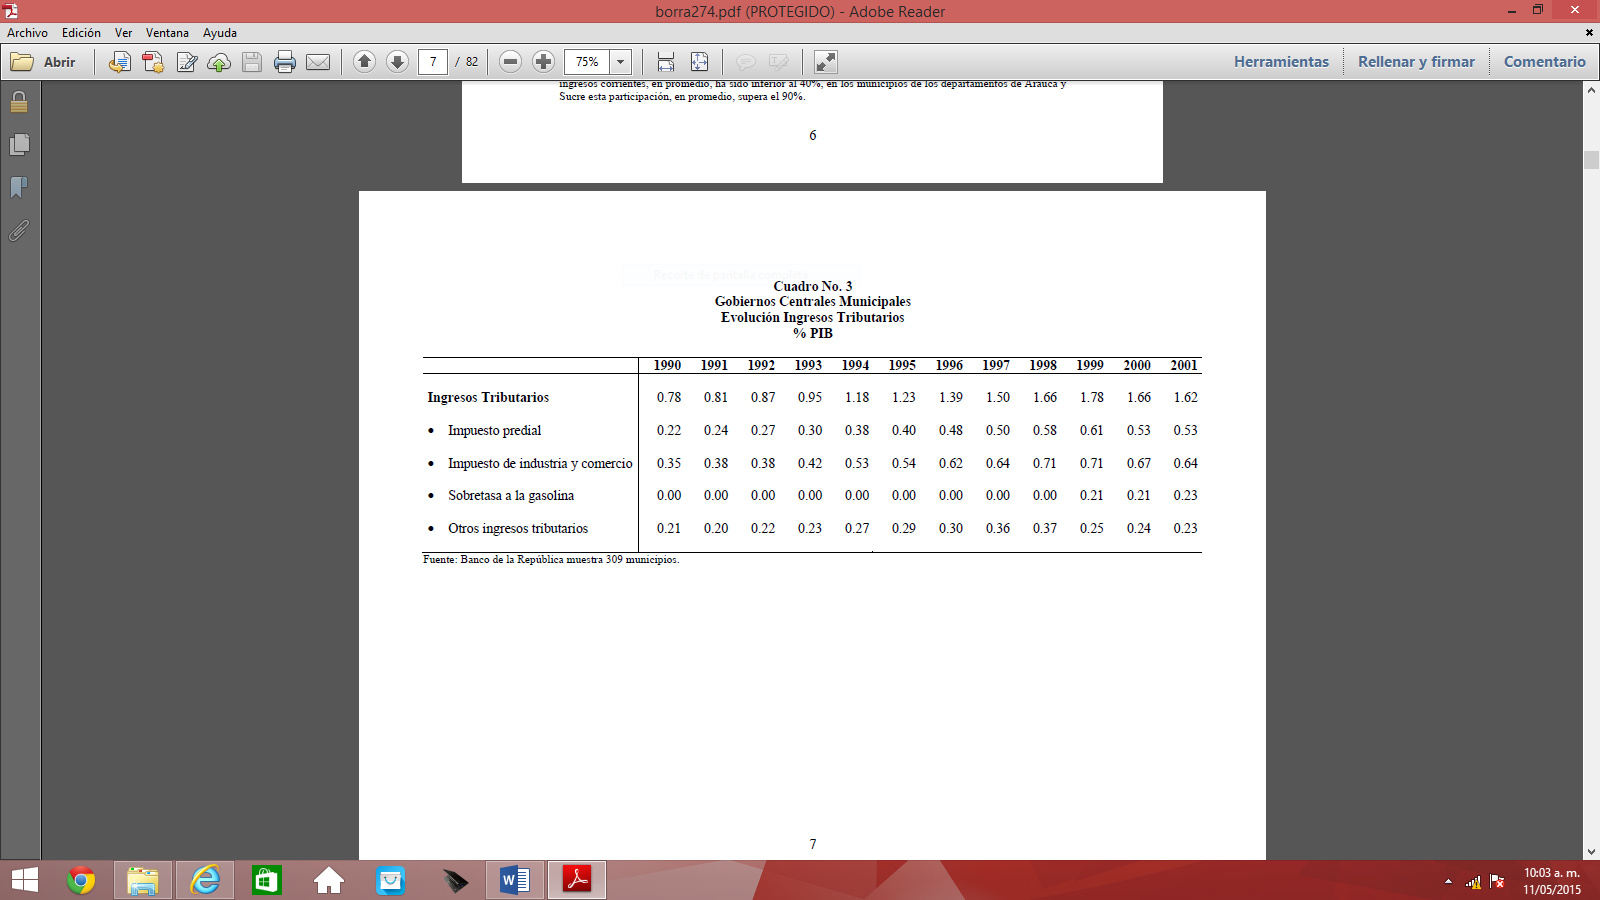 borra274.pdf (PROTEGIDO) - Adobe Reader
Archivo Edición Ver Ventana Ayuda
Abrir 7 / 82 75% Herramientas Rellenar y firmar Comentario
ingresos corrientes, en promedio, ha sido inferior al 40%, en los municipios de los departamentos de Arauca y
Sucre esta participación, en promedio, supera el 90%.
6
Cuadro No. 3
Gobiernos Centrales Municipales
Evolución Ingresos Tributarios
% PIB
1990 1991 1992 1993 1994 1995 1996 1997 1998 1999 2000 2001
Ingresos Tributarios 0.78 0.81 0.87 0.95 1.18 1.23 1.39 1.50 1.66 1.78 1.66 1.62
• Impuesto predial 0.22 0.24 0.27 0.30 0.38 0.40 0.48 0.50 0.58 0.61 0.53 0.53
• Impuesto de industria y comercio 0.35 0.38 0.38 0.42 0.53 0.54 0.62 0.64 0.71 0.71 0.67 0.64
• Sobretasa a la gasolina 0.00 0.00 0.00 0.00 0.00 0.00 0.00 0.00 0.00 0.21 0.21 0.23
• Otros ingresos tributarios 0.21 0.20 0.22 0.23 0.27 0.29 0.30 0.36 0.37 0.25 0.24 0.23
Fuente: Banco de la República muestra 309 municipios.
7
10:03 a. m.
11/05/2015